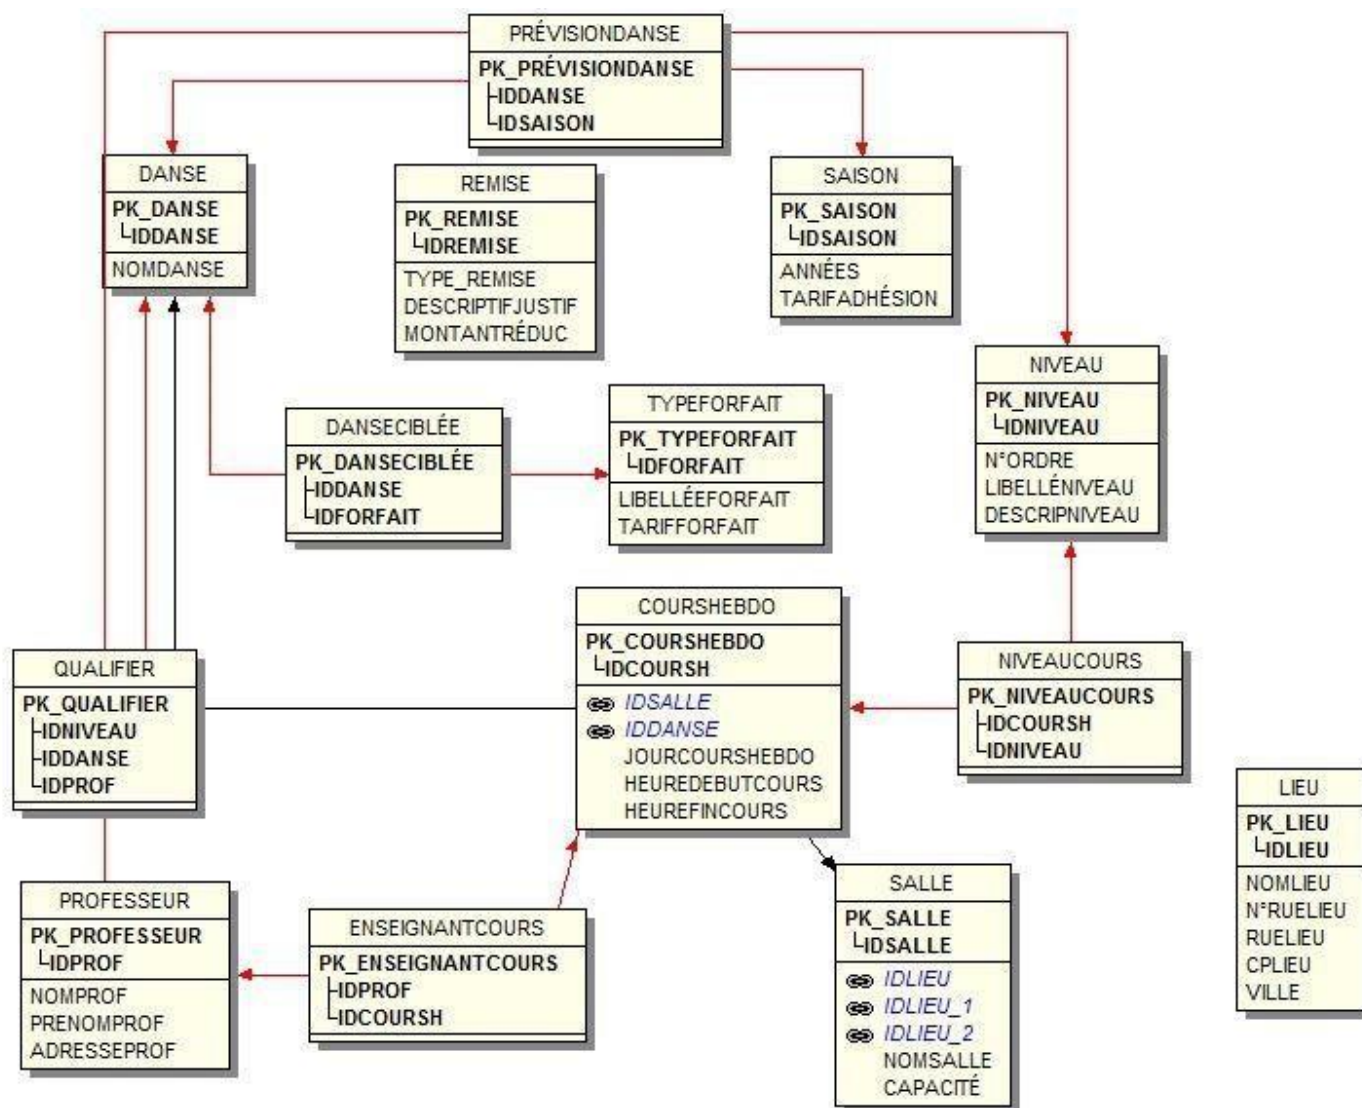 PRÉVISIONDANSE
PK_PRÉVISIONDANSE
IDDANSE
IDSAISON
DANSE
PK_DANSE
IDDANSE
NOMDANSE
REMISE
PK_REMISE
IDREMISE
TYPE_REMISE
DESCRIPTIFJUSTIF
MONTANTRÉDUC
SAISON
PK_SAISON
IDSAISON
ANNÉES
TARIFADHÉSION
NIVEAU
PK_NIVEAU
IDNIVEAU
N°ORDRE
LIBELLÉNIVEAU
DESCRIPNIVEAU
DANSECIBLÉE
PK_DANSECIBLÉE
IDDANSE
IDFORFAIT
TYPEFORFAIT
PK_TYPEFORFAIT
IDFORFAIT
LIBELLÉEFORFAIT
TARIFFORFAIT
QUALIFIER
PK_QUALIFIER
IDNIVEAU
IDDANSE
IDPROF
COURSHEBDO
PK_COURSHEBDO
IDCOURSH
IDSALLE
IDDANSE
JOURCOURSHEBDO
HEUREDEBUTCOURS
HEUREFINCOURS
NIVEAUCOURS
PK_NIVEAUCOURS
IDCOURSH
IDNIVEAU
LIEU
PK_LIEU
IDLIEU
NOMLIEU
N°RUELIEU
RUELIEU
CPLIEU
VILLE
PROFESSEUR
PK_PROFESSEUR
IDPROF
NOMPROF
PRENOMPROF
ADRESSEPROF
ENSEIGNANTCOURS
PK_ENSEIGNANTCOURS
IDPROF
IDCOURSH
SALLE
PK_SALLE
IDSALLE
IDLIEU
IDLIEU_1
IDLIEU_2
NOMSALLE
CAPACITÉ